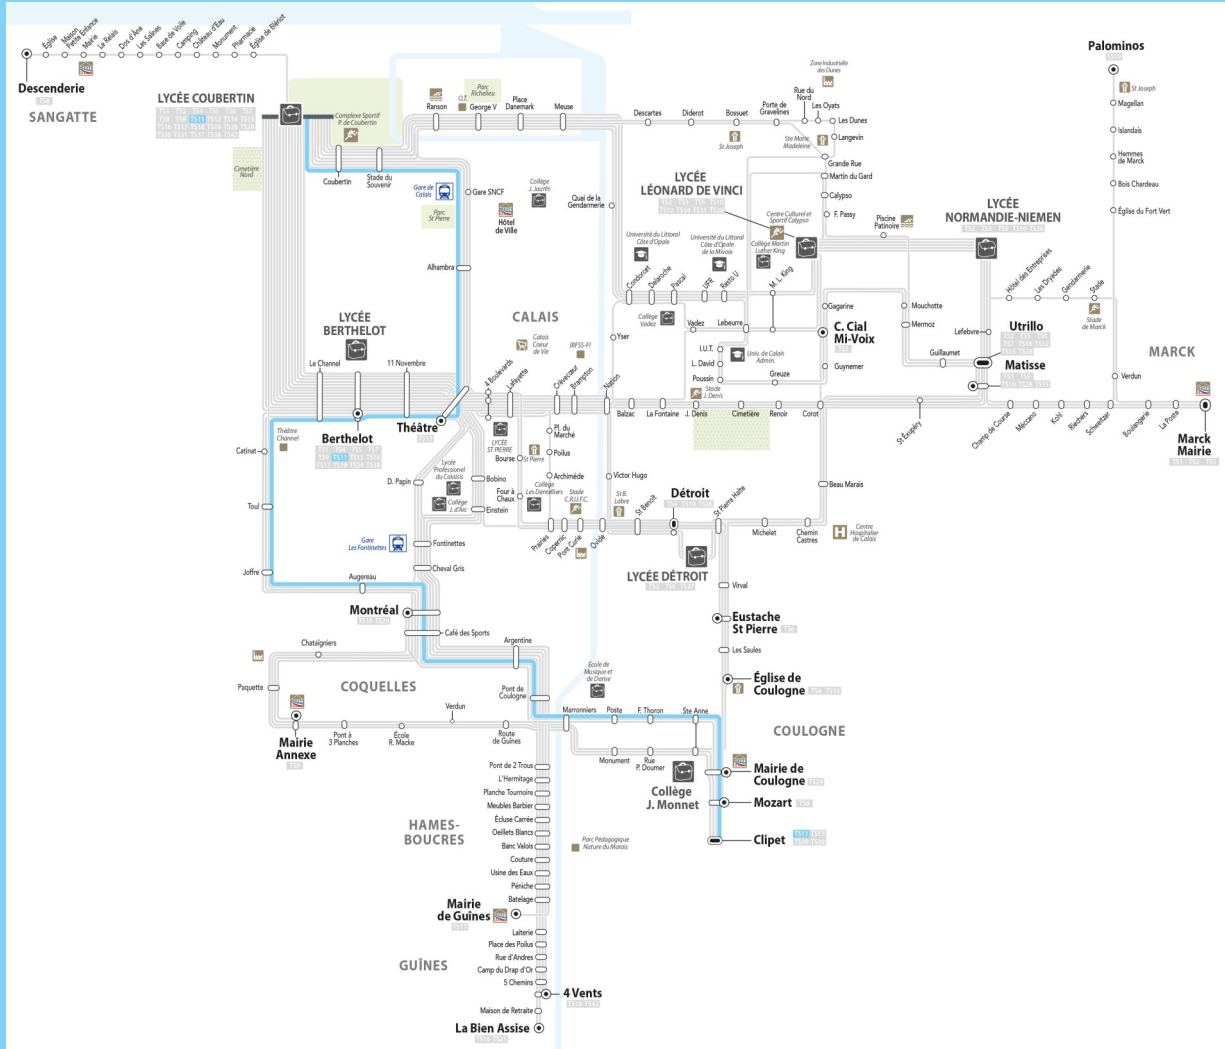 Église
Maison
Petite Enfance
Mairie
Le Relais
Dos d'Âne
Les Salines
Base de Voile
Camping
Château d'Eau
Monument
Pharmacie
Église de Blériot
Descenderie
SANGATTE
LYCÉE COUBERTIN
TS11
Complexe Sportif
P. de Coubertin
Cimetière
Nord
Coubertin
Stade du
Souvenir
Ranson
O.T.
Parc
Richelieu
George V
Place
Danemark
Meuse
Gare de
Calais
Gare SNCF
Parc
St Pierre
Hôtel
de Ville
Collège
J. Jaurès
Quai de la
Gendarmerie
Alhambra
Descartes
Diderot
Bossuet
St Joseph
Porte de
Gravelines
Rue du
Nord
Les Oyats
Zone Industrielle
des Dunes
Les Dunes
Langevin
Ste Marie
Madeleine
Grande Rue
Martin du Gard
Calypso
F. Passy
Piscine
Patinoire
LYCÉE
LÉONARD DE VINCI
Centre Culturel et
Sportif Calypso
Collège Martin
Luther King
LYCÉE
NORMANDIE-NIEMEN
Palominos
St Joseph
Magellan
Islandais
Hemmes
de Marck
Bois Chardeau
Église du Fort Vert
Université du Littoral
Côte d'Opale
Université du Littoral
Côte d'Opale
de la Mivoix
Condorcet
Delaroche
Pascal
UFR
Resto U
M. L. King
Collège
Vadez
Vadez
Lebeurre
Yser
I.U.T.
L. David
Poussin
Univ. de Calais
Admin.
Greuze
Gagarine
C. Cial
Mi-Voix
Guynemer
Mouchotte
Mermoz
Guillaumet
Lefebvre
Hôtel des Entreprises
Les Dryades
Gendarmerie
Stade
Stade
de Marck
Utrillo
Matisse
MARCK
Verdun
LYCÉE
BERTHELOT
CALAIS
Calais
Coeur
de Vie
IRFSS-FI
Le Channel
11 Novembre
4 Boulevards
Lafayette
Crèvecœur
Brampton
Nation
Balzac
La Fontaine
J. Denis
Stade
J. Denis
Cimetière
Renoir
Corot
St Exupéry
Champ de Course
Mèccano
Kohl
Riechers
Schweitzer
Boulangerie
La Poste
Marck
Mairie
Théâtre
Channel
Berthelot
TS11
Théâtre
Catinat
Toul
Joffre
D. Papin
Lycée
Professionel
du Calaisis
Collège
J. d'Arc
Bobino
Einstein
LYCÉE
ST PIERRE
Bourse
Four à
Chaux
St Pierre
Collège
Les Dentelliers
Pl. du
Marché
Poilus
Archimède
Stade
C.R.U.F.C.
Victor Hugo
St B.
Labre
Prairies
Copernic
Pont Curie
Ovide
St Benoît
Détroit
St Pierre Halte
Michelet
Chemin
Castres
Beau Marais
Centre
Hospitalier
de Calais
LYCÉE DÉTROIT
Gare
Les Fontinettes
Fontinettes
Cheval Gris
Augereau
Montréal
Café des Sports
Argentine
Pont de
Coulogne
Chataîgniers
Paquette
COQUELLES
Mairie
Annexe
Pont à
3 Planches
École
R. Macke
Verdun
Route
de Guînes
École de
Musique et
de Danse
Marronniers
Poste
F. Thoron
Ste Anne
Monument
Rue
P. Doumer
Collège
J. Monnet
Virval
Eustache
St Pierre
Les Saules
Église de
Coulogne
COULOGNE
Mairie de
Coulogne
Mozart
Clipet
TS11
Pont de 2 Trous
L'Hermitage
Planche Tournoire
Meubles Barbier
Écluse Carrée
Oeillets Blancs
Banc Valois
Couture
Usine des Eaux
Péniche
Batelage
HAMES-
BOUCRES
Parc Pédagogique
Nature du Marais
Mairie
de Guînes
GUÎNES
Laiterie
Place des Poilus
Rue d'Andres
Camp du Drap d'Or
5 Chemins
4 Vents
Maison de Retraite
La Bien Assise